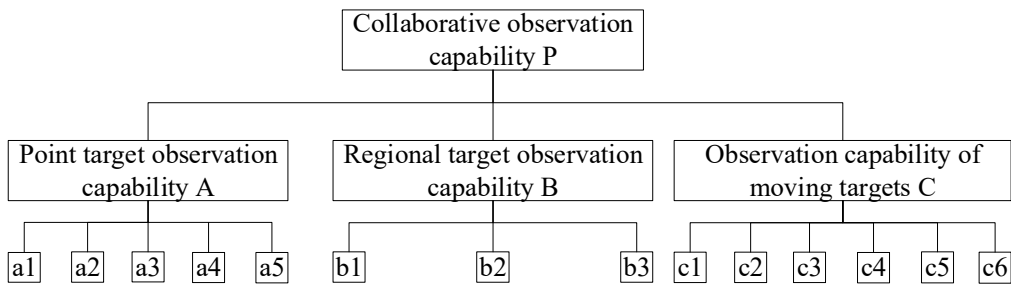 Collaborative observation
capability P
Point target observation
capability A
Regional target observation
capability B
Observation capability of
moving targets C
a1 a2 a3 a4 a5 b1 b2 b3 c1 c2 c3 c4 c5 c6